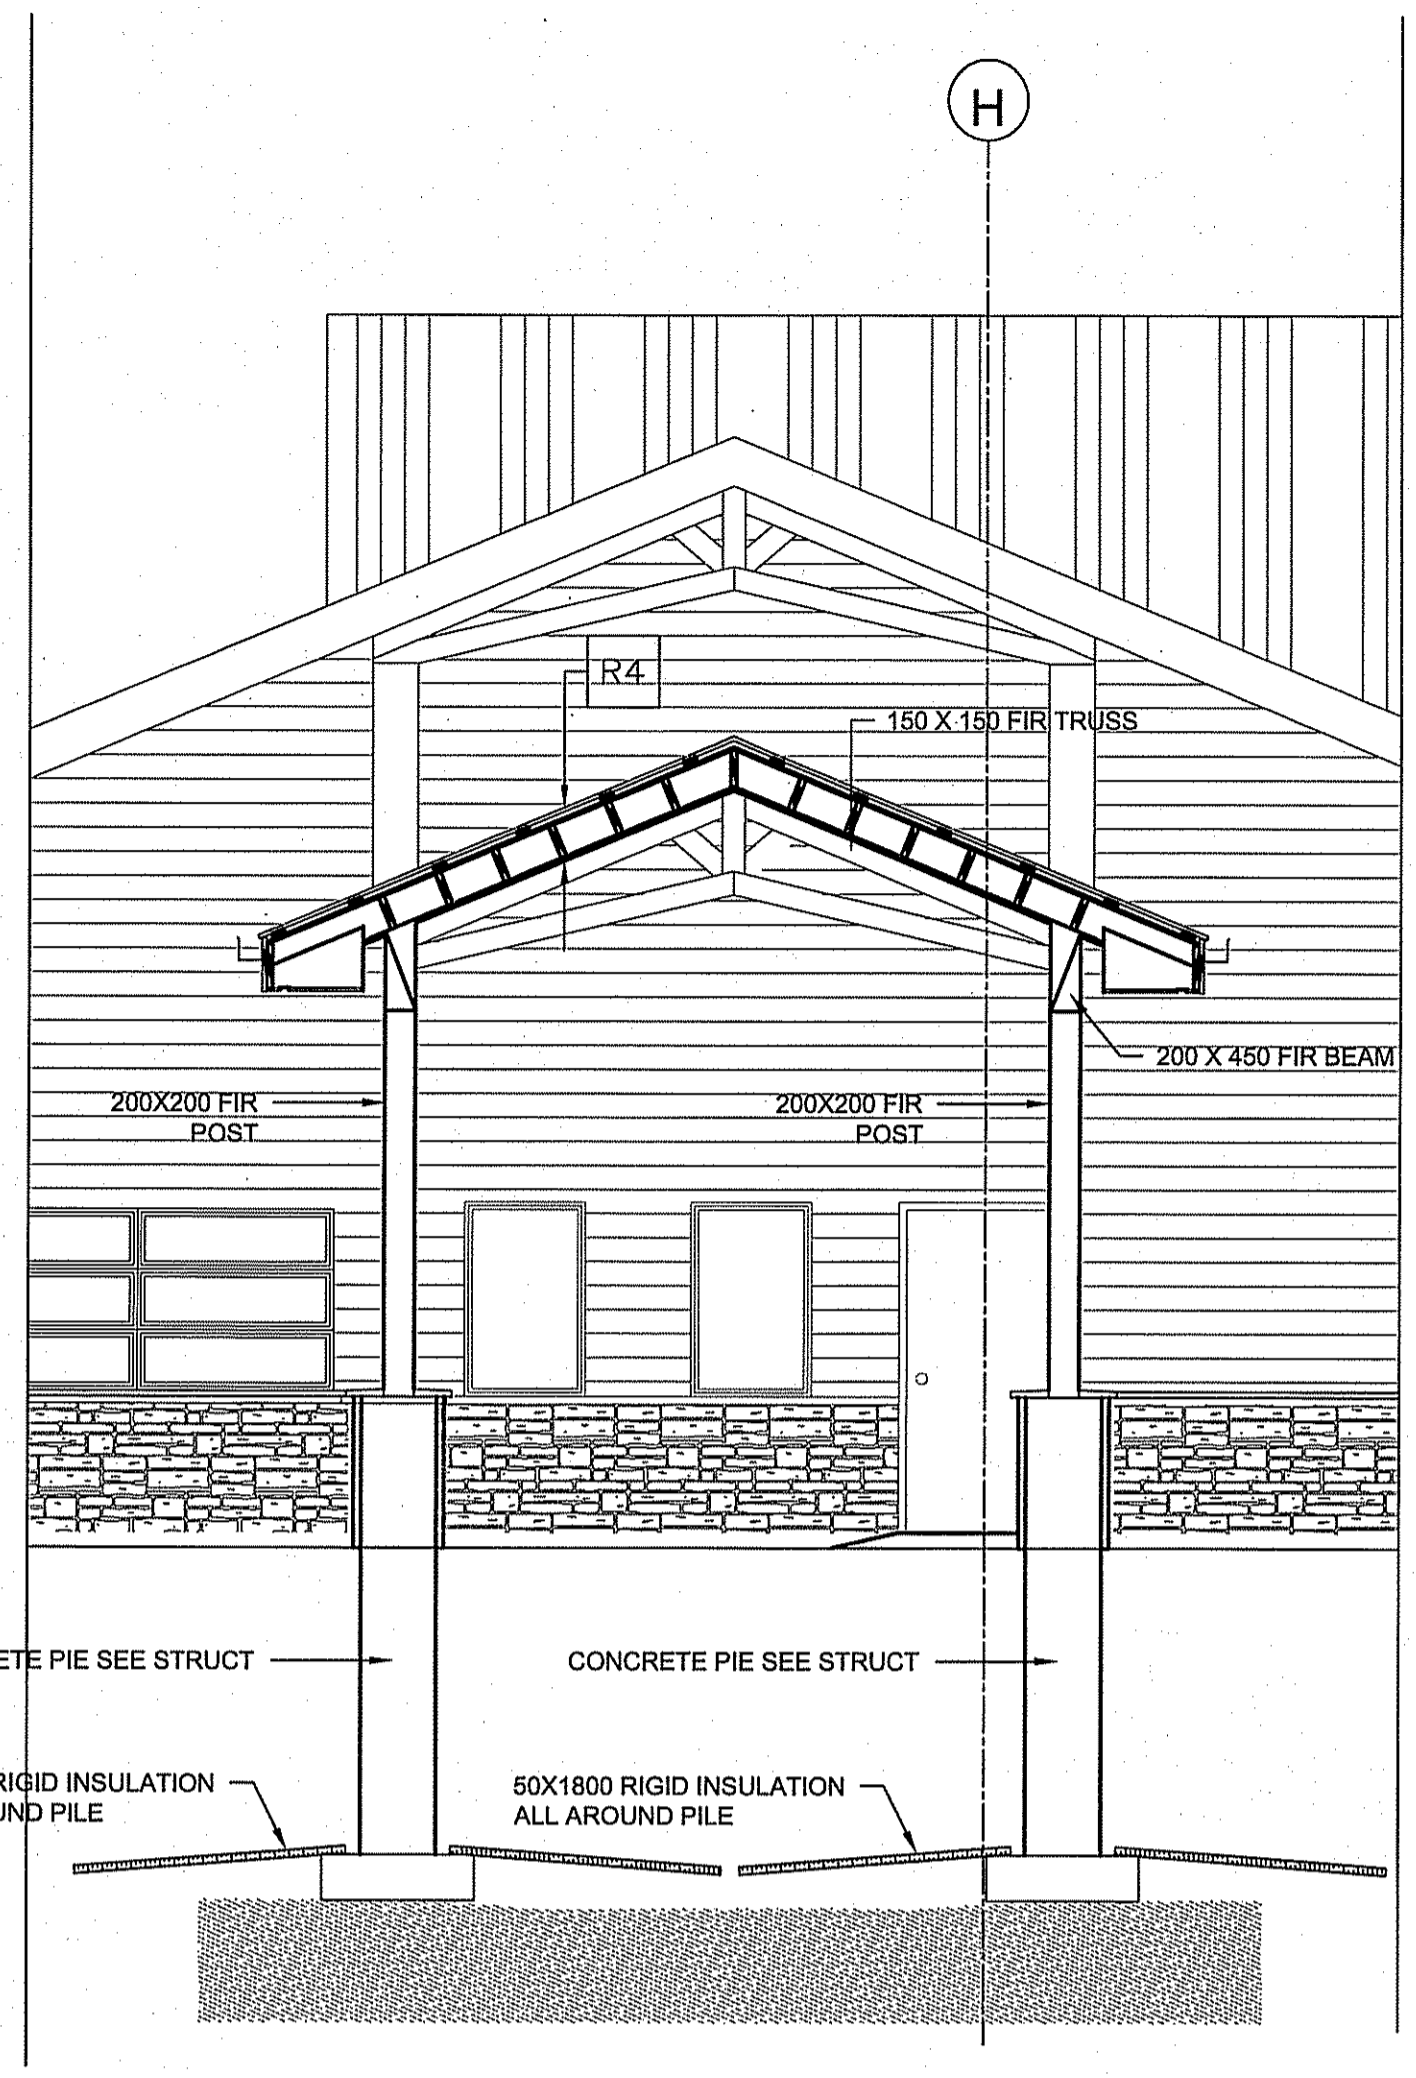 H
R4
150 X 150 FIR TRUSS
200 X 450 FIR BEAM
200X200 FIR
POST
200X200 FIR
POST
ETE PIE SEE STRUCT
CONCRETE PIE SEE STRUCT
RIGID INSULATION
UND PILE
50X1800 RIGID INSULATION
ALL AROUND PILE